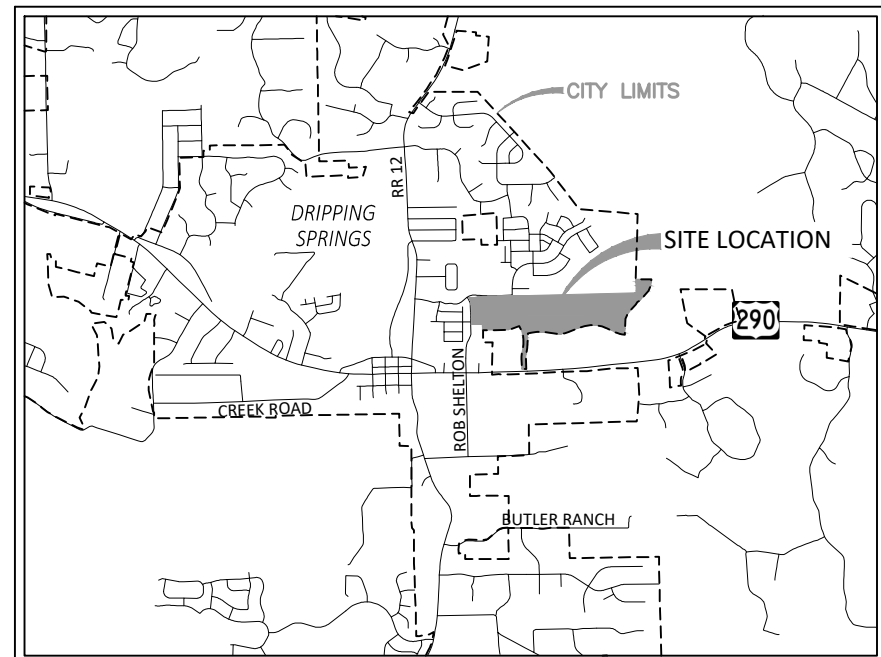 CITY LIMITS
RR 12
DRIPPING
SPRINGS
SITE LOCATION
290
ROB SHELTON
CREEK ROAD
BUTLER RANCH